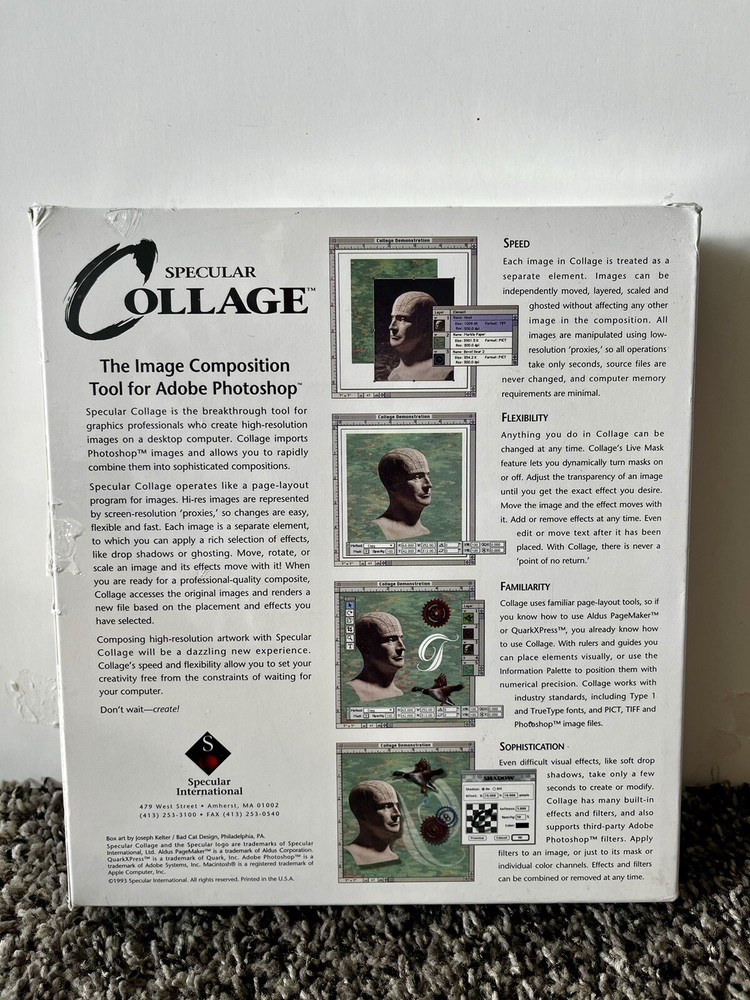 SPECULAR
COLLAGE™
The Image Composition
Tool for Adobe Photoshop™
Specular Collage is the breakthrough tool for
graphics professionals who create high-resolution
images on a desktop computer. Collage imports
Photoshop™ images and allows you to rapidly
combine them into sophisticated compositions.
Specular Collage operates like a page-layout
program for images. Hi-res images are represented
by screen-resolution 'proxies,' so changes are easy,
flexible and fast. Each image is a separate element,
to which you can apply a rich selection of effects,
like drop shadows or ghosting. Move, rotate, or
scale an image and its effects move with it! When
you are ready for a professional-quality composite,
Collage accesses the original images and renders a
new file based on the placement and effects you
have selected.
Composing high-resolution artwork with Specular
Collage will be a dazzling new experience.
Collage's speed and flexibility allow you to set your
creativity free from the constraints of waiting for
your computer.
Don't wait—create!
S
Specular
International
479 West Street • Amherst, MA 01002
(413) 253-3100 • FAX (413) 253-0540
Box art by Joseph Kelter / Bad Cat Design, Philadelphia, PA.
Specular Collage and the Specular logo are trademarks of Specular
International, Ltd. Aldus PageMaker™ is a trademark of Aldus Corporation.
QuarkXPress™ is a trademark of Quark, Inc. Adobe Photoshop™ is a
trademark of Adobe Systems, Inc. Macintosh® is a registered trademark of
Apple Computer, Inc.
©1993 Specular International. All rights reserved. Printed in the U.S.A.
Collage Demonstration
Layer Element
Collage Demonstration
Collage Demonstration
T
Collage Demonstration
SHADOW
SPEED
Each image in Collage is treated as a
separate element. Images can be
independently moved, layered, scaled and
ghosted without affecting any other
image in the composition. All
images are manipulated using low-
resolution 'proxies,' so all operations
take only seconds, source files are
never changed, and computer memory
requirements are minimal.
FLEXIBILITY
Anything you do in Collage can be
changed at any time. Collage's Live Mask
feature lets you dynamically turn masks on
or off. Adjust the transparency of an image
until you get the exact effect you desire.
Move the image and the effect moves with
it. Add or remove effects at any time. Even
edit or move text after it has been
placed. With Collage, there is never a
'point of no return.'
FAMILIARITY
Collage uses familiar page-layout tools, so if
you know how to use Aldus PageMaker™
or QuarkXPress™, you already know how
to use Collage. With rulers and guides you
can place elements visually, or use the
Information Palette to position them with
numerical precision. Collage works with
industry standards, including Type 1
and TrueType fonts, and PICT, TIFF and
Photoshop™ image files.
SOPHISTICATION
Even difficult visual effects, like soft drop
shadows, take only a few
seconds to create or modify.
Collage has many built-in
effects and filters, and also
supports third-party Adobe
Photoshop™ filters. Apply
filters to an image, or just to its mask or
individual color channels. Effects and filters
can be combined or removed at any time.